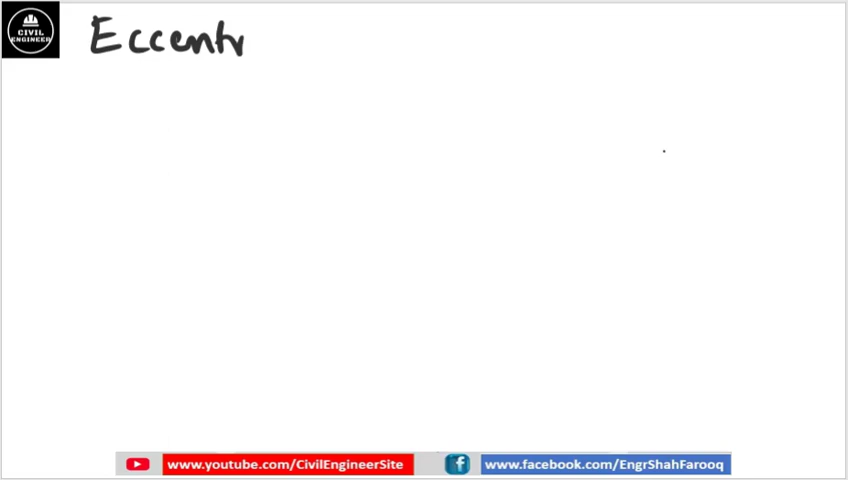 CIVIL
ENGINEER
Eccentr
www.youtube.com/CivilEngineerSite
www.facebook.com/EngrShahFarooq